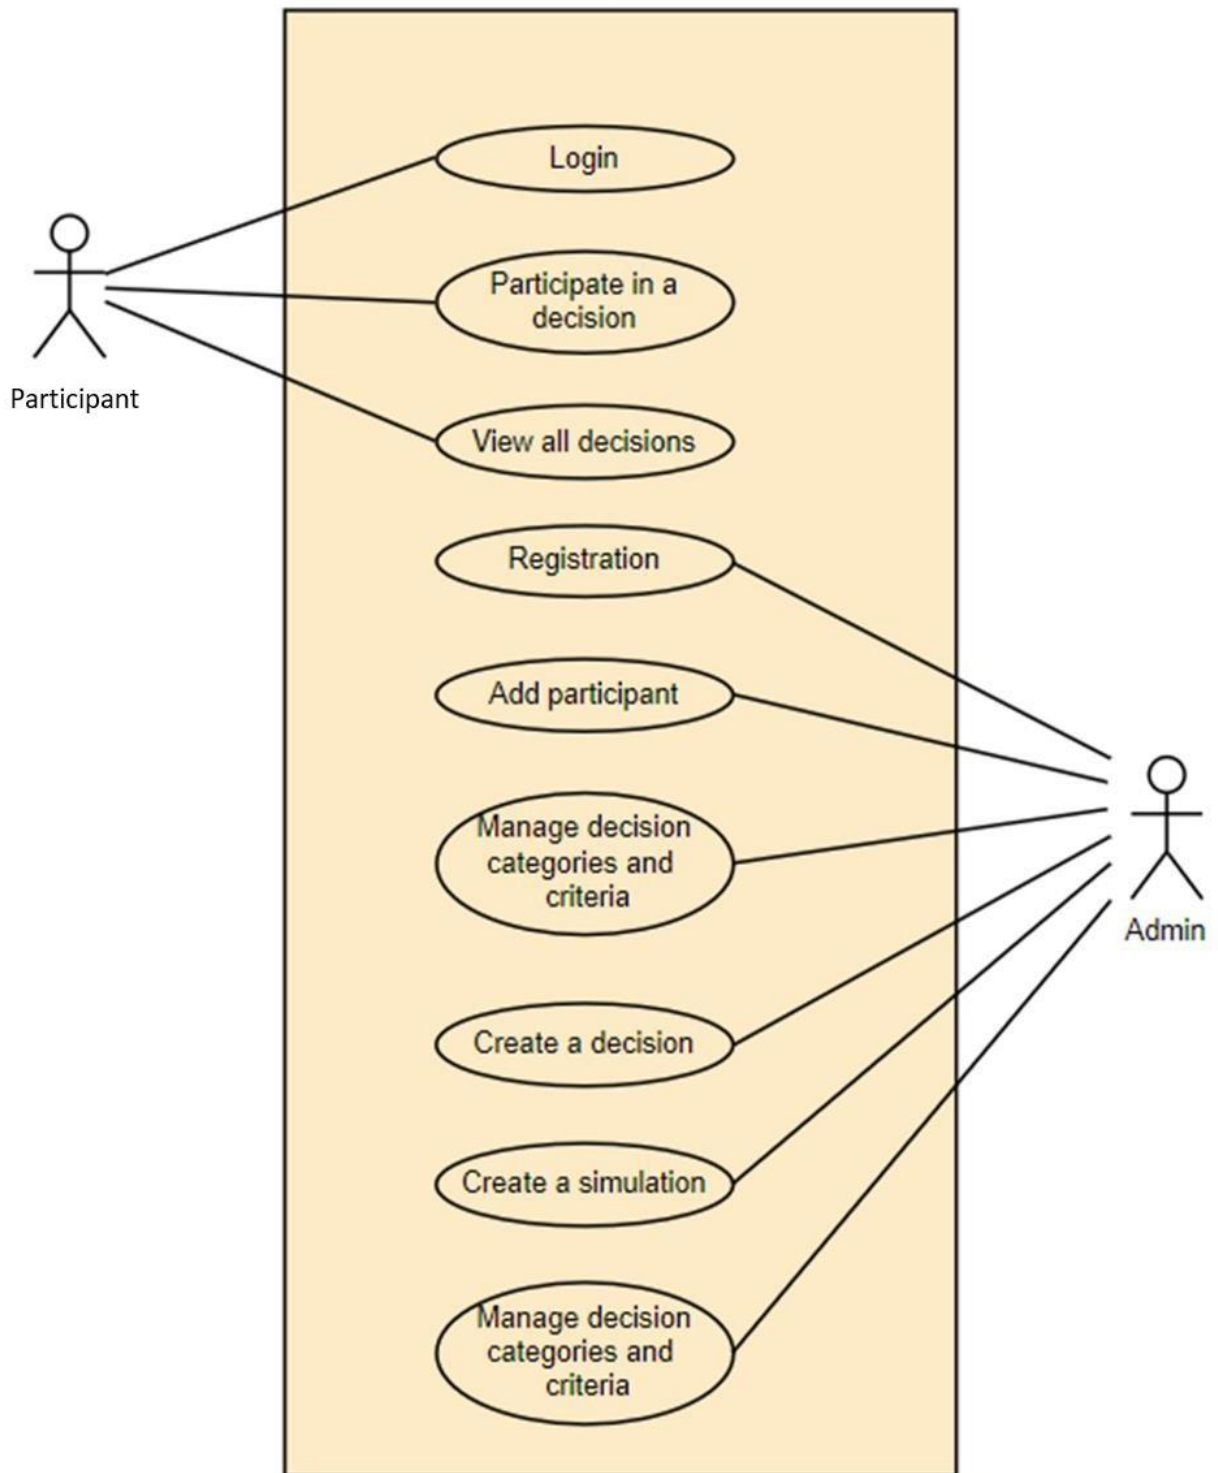 Login
Participate in a
decision
Participant
View all decisions
Registration
Add participant
Manage decision
categories and
criteria
Admin
Create a decision
Create a simulation
Manage decision
categories and
criteria